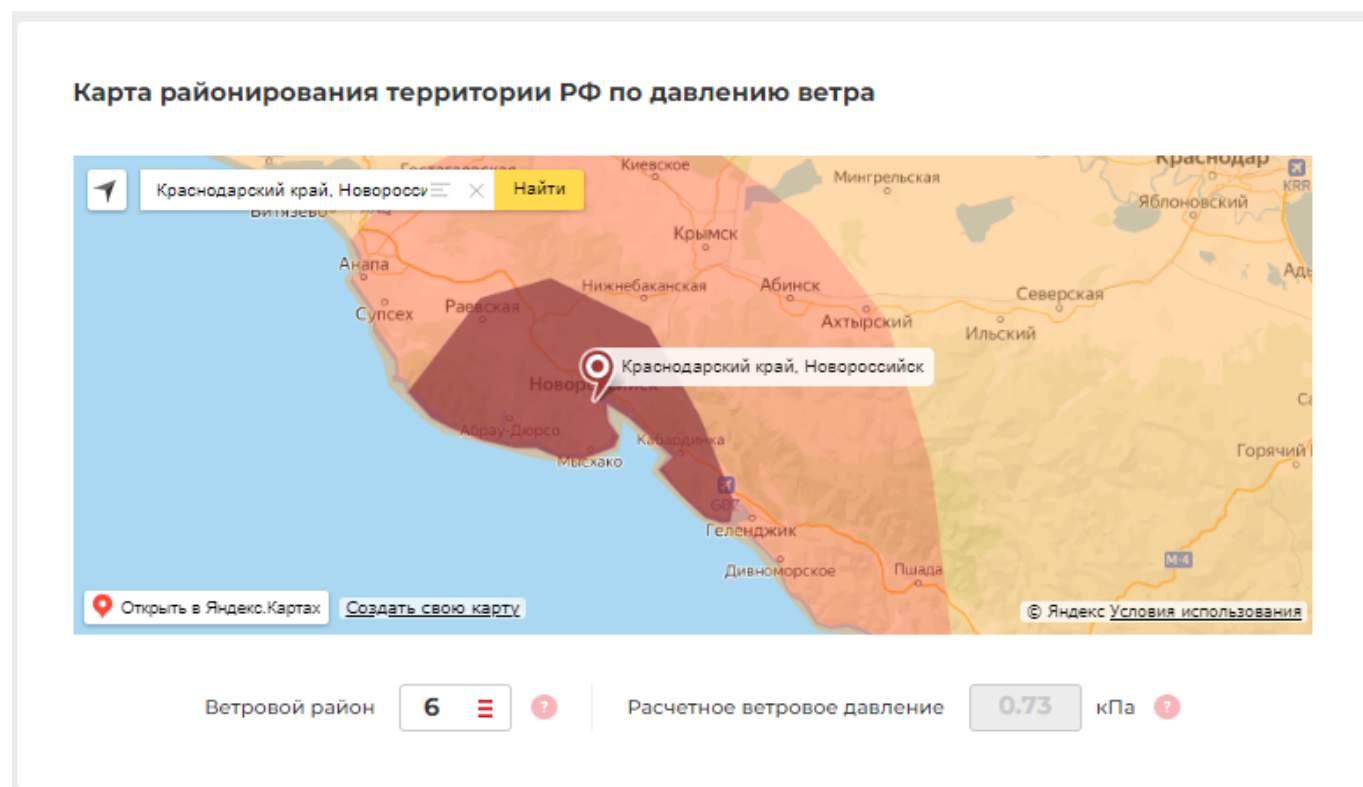 Карта районирования территории РФ по давлению ветра
Краснодарский край, Новоросси
Найти
Киевское
Мингрельская
Краснодар
KRR
Яблоновский
Витязево
Крымск
Анапа
Нижнебаканская
Абинск
Северская
Раевская
Супсех
Ахтырский
Ильский
Краснодарский край, Новороссийск
Абрау-Дюрсо
Кабардинка
Мысхако
Горячий
GDZ
Геленджик
Дивноморское
Пшада
М-4
Открыть в Яндекс.Картах
Создать свою карту
© Яндекс Условия использования
Ветровой район
6
?
Расчетное ветровое давление
0.73
кПа
?